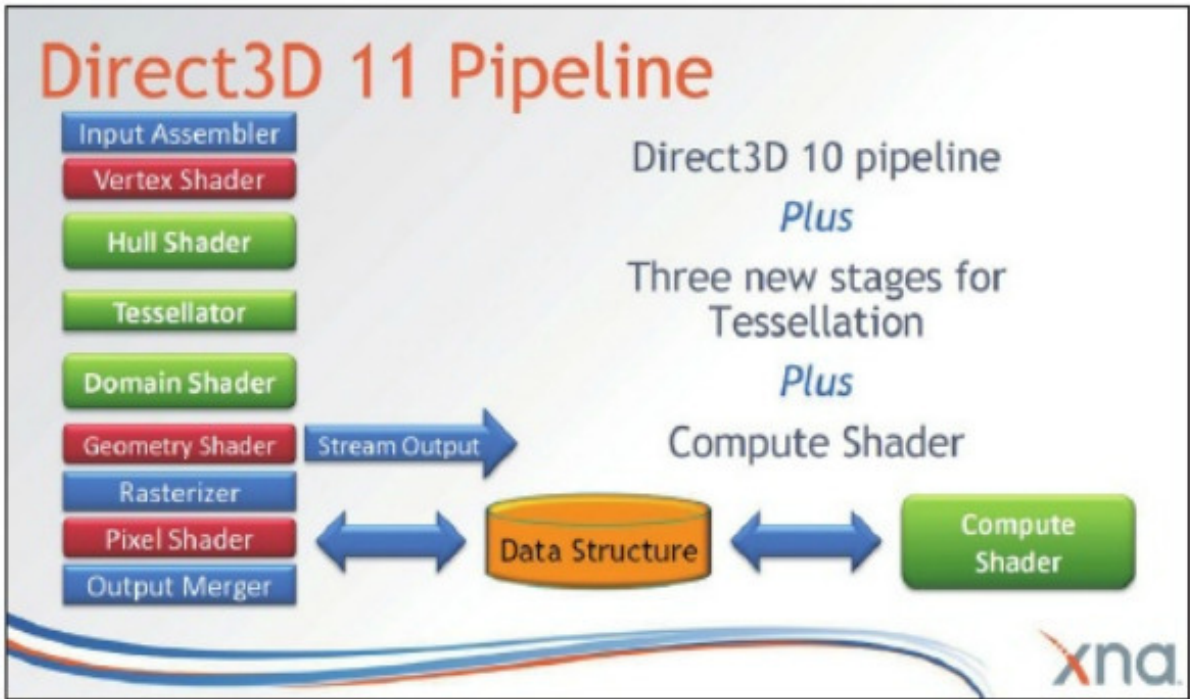 Direct3D 11 Pipeline
Input Assembler
Vertex Shader
Hull Shader
Tessellator
Domain Shader
Geometry Shader
Rasterizer
Pixel Shader
Output Merger
Stream Output
Direct3D 10 pipeline
Plus
Three new stages for
Tessellation
Plus
Compute Shader
Data Structure
Compute
Shader
xna